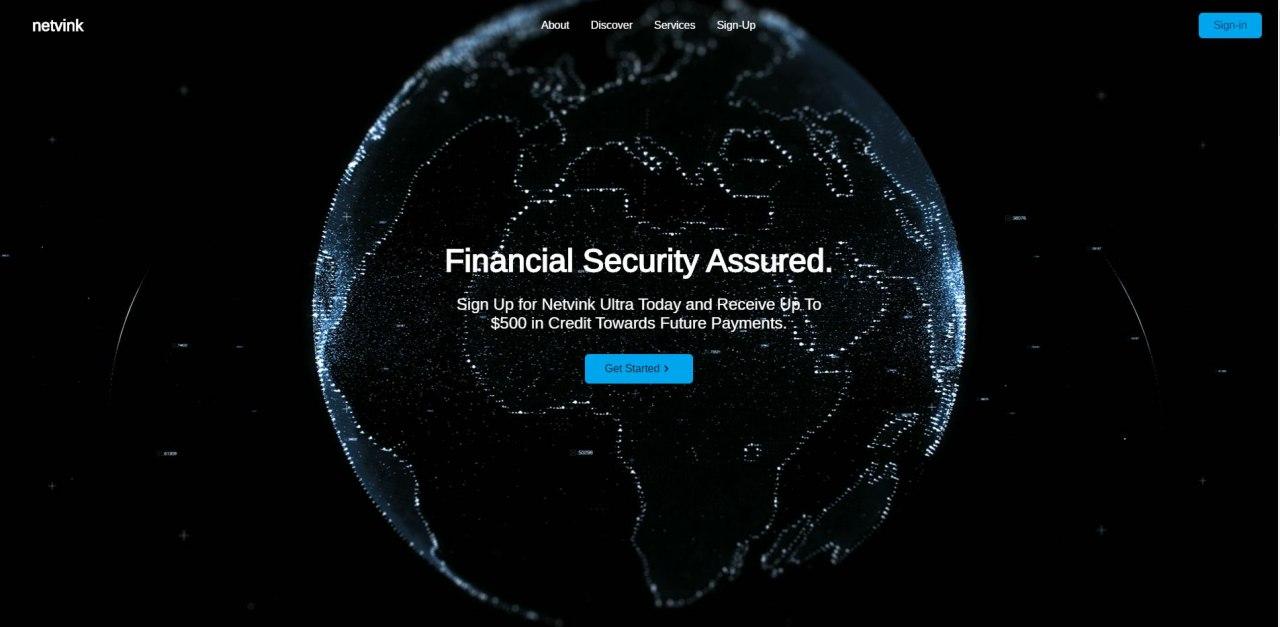 netvink
About
Discover
Services
Sign-Up
Sign-in
Financial Security Assured.
Sign Up for Netvink Ultra Today and Receive Up To
$500 in Credit Towards Future Payments.
Get Started